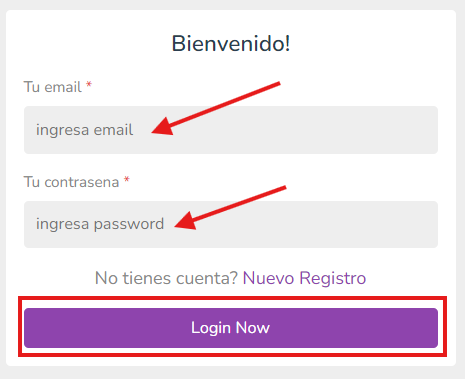 Bienvenido!
Tu email *
ingresa email
Tu contrasena *
ingresa password
No tienes cuenta? Nuevo Registro
Login Now